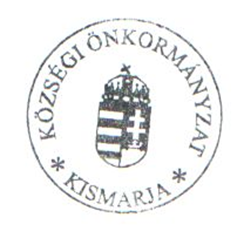 KÖZSÉGI ÖNKORMÁNYZAT
* KISMARJA *